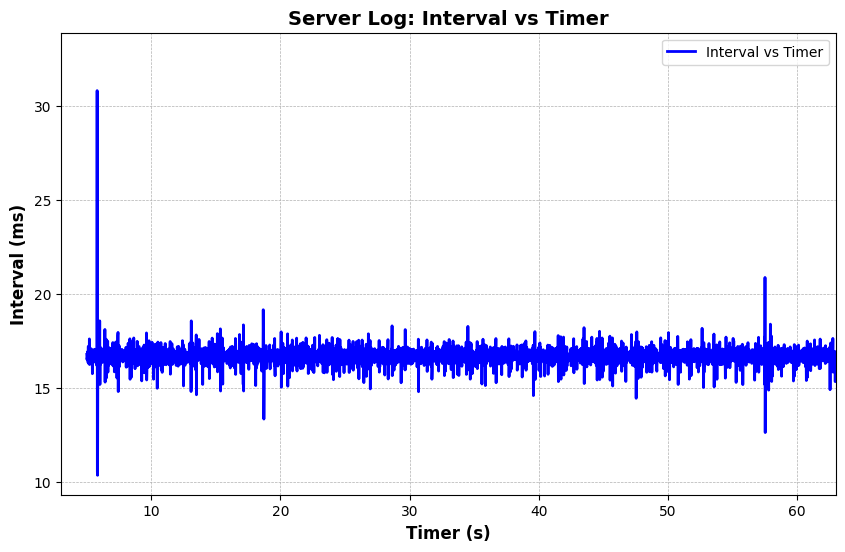 Server Log: Interval vs Timer
Interval vs Timer
30
25
20
15
10
Interval (ms)
10 20 30 40 50 60
Timer (s)